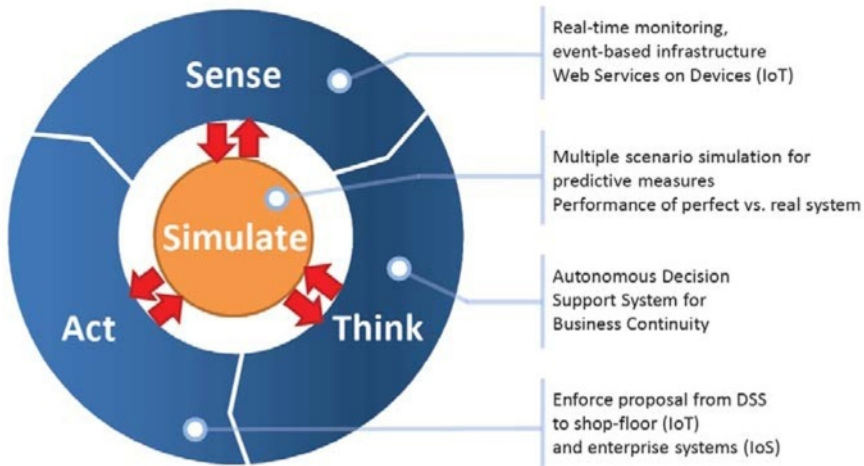 Sense
Simulate
Act
Think
Real-time monitoring,
event-based infrastructure
Web Services on Devices (IoT)
Multiple scenario simulation for
predictive measures
Performance of perfect vs. real system
Autonomous Decision
Support System for
Business Continuity
Enforce proposal from DSS
to shop-floor (IoT)
and enterprise systems (IoS)